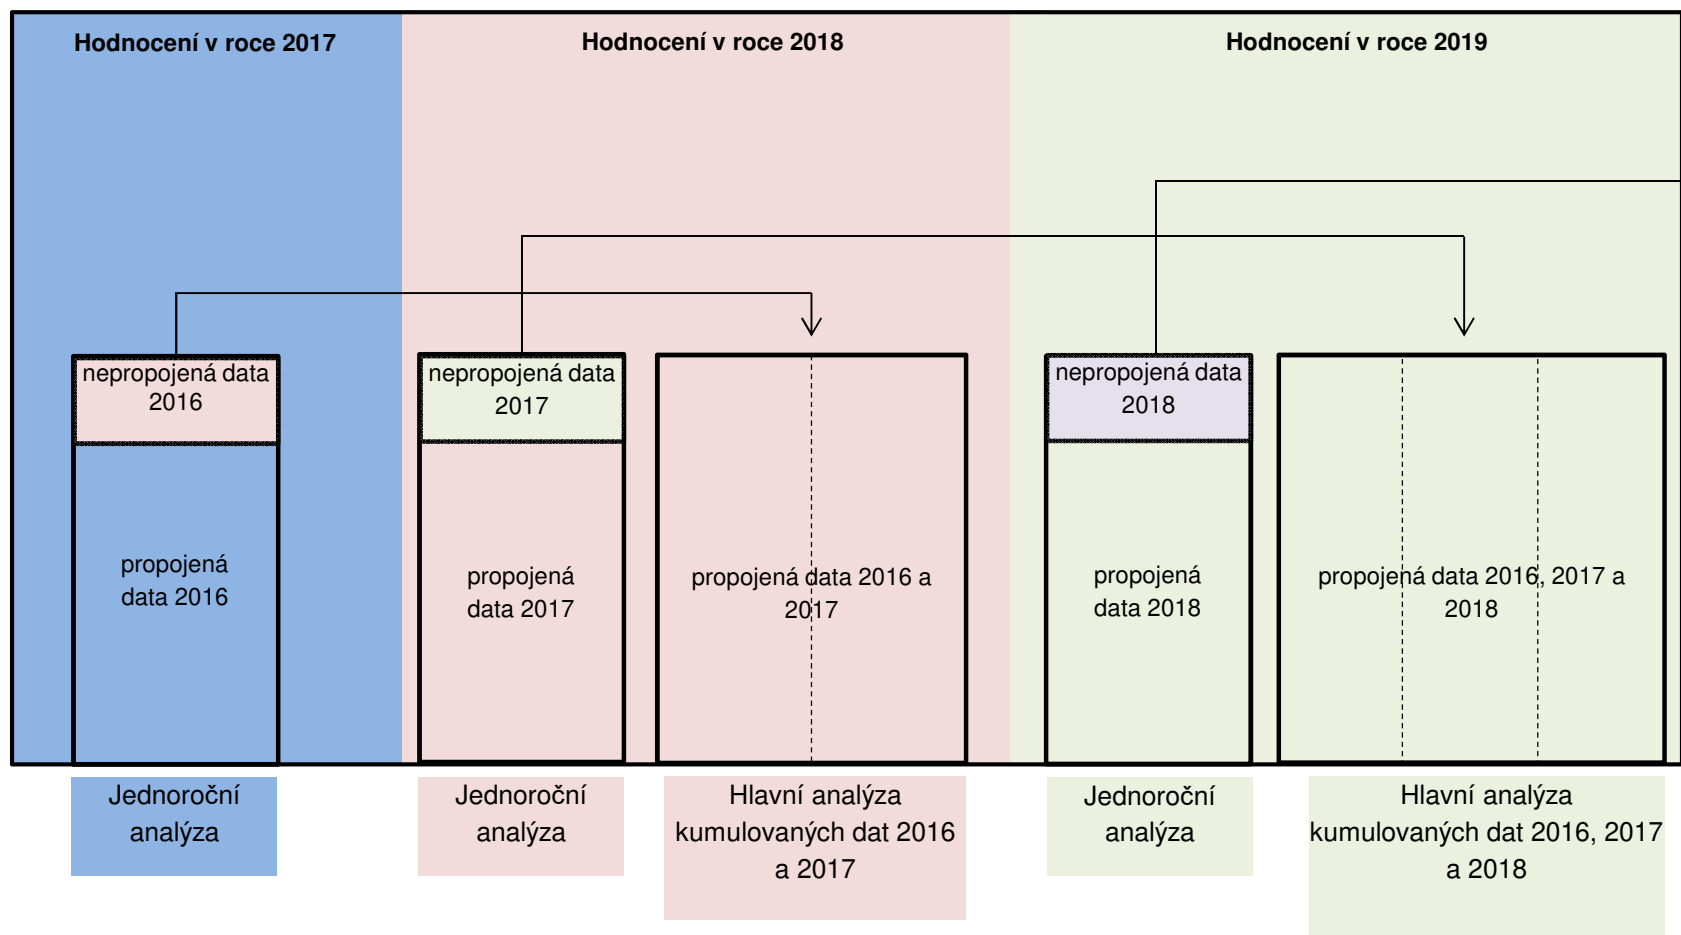 Hodnocení v roce 2017
Hodnocení v roce 2018
Hodnocení v roce 2019
nepropojená data
2016
nepropojená data
2017
nepropojená data
2018
propojená
data 2016
propojená
data 2017
propojená data 2016 a
2017
propojená
data 2018
propojená data 2016, 2017 a
2018
Jednoroční
analýza
Jednoroční
analýza
Hlavní analýza
kumulovaných dat 2016
a 2017
Jednoroční
analýza
Hlavní analýza
kumulovaných dat 2016, 2017
a 2018